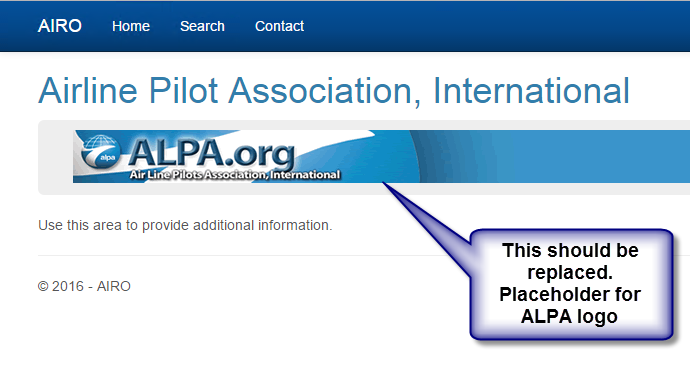 AIRO Home Search Contact
Airline Pilot Association, International
alpa ALPA.org
Air Line Pilots Association, International
Use this area to provide additional information.
This should be
replaced.
Placeholder for
ALPA logo
© 2016 - AIRO